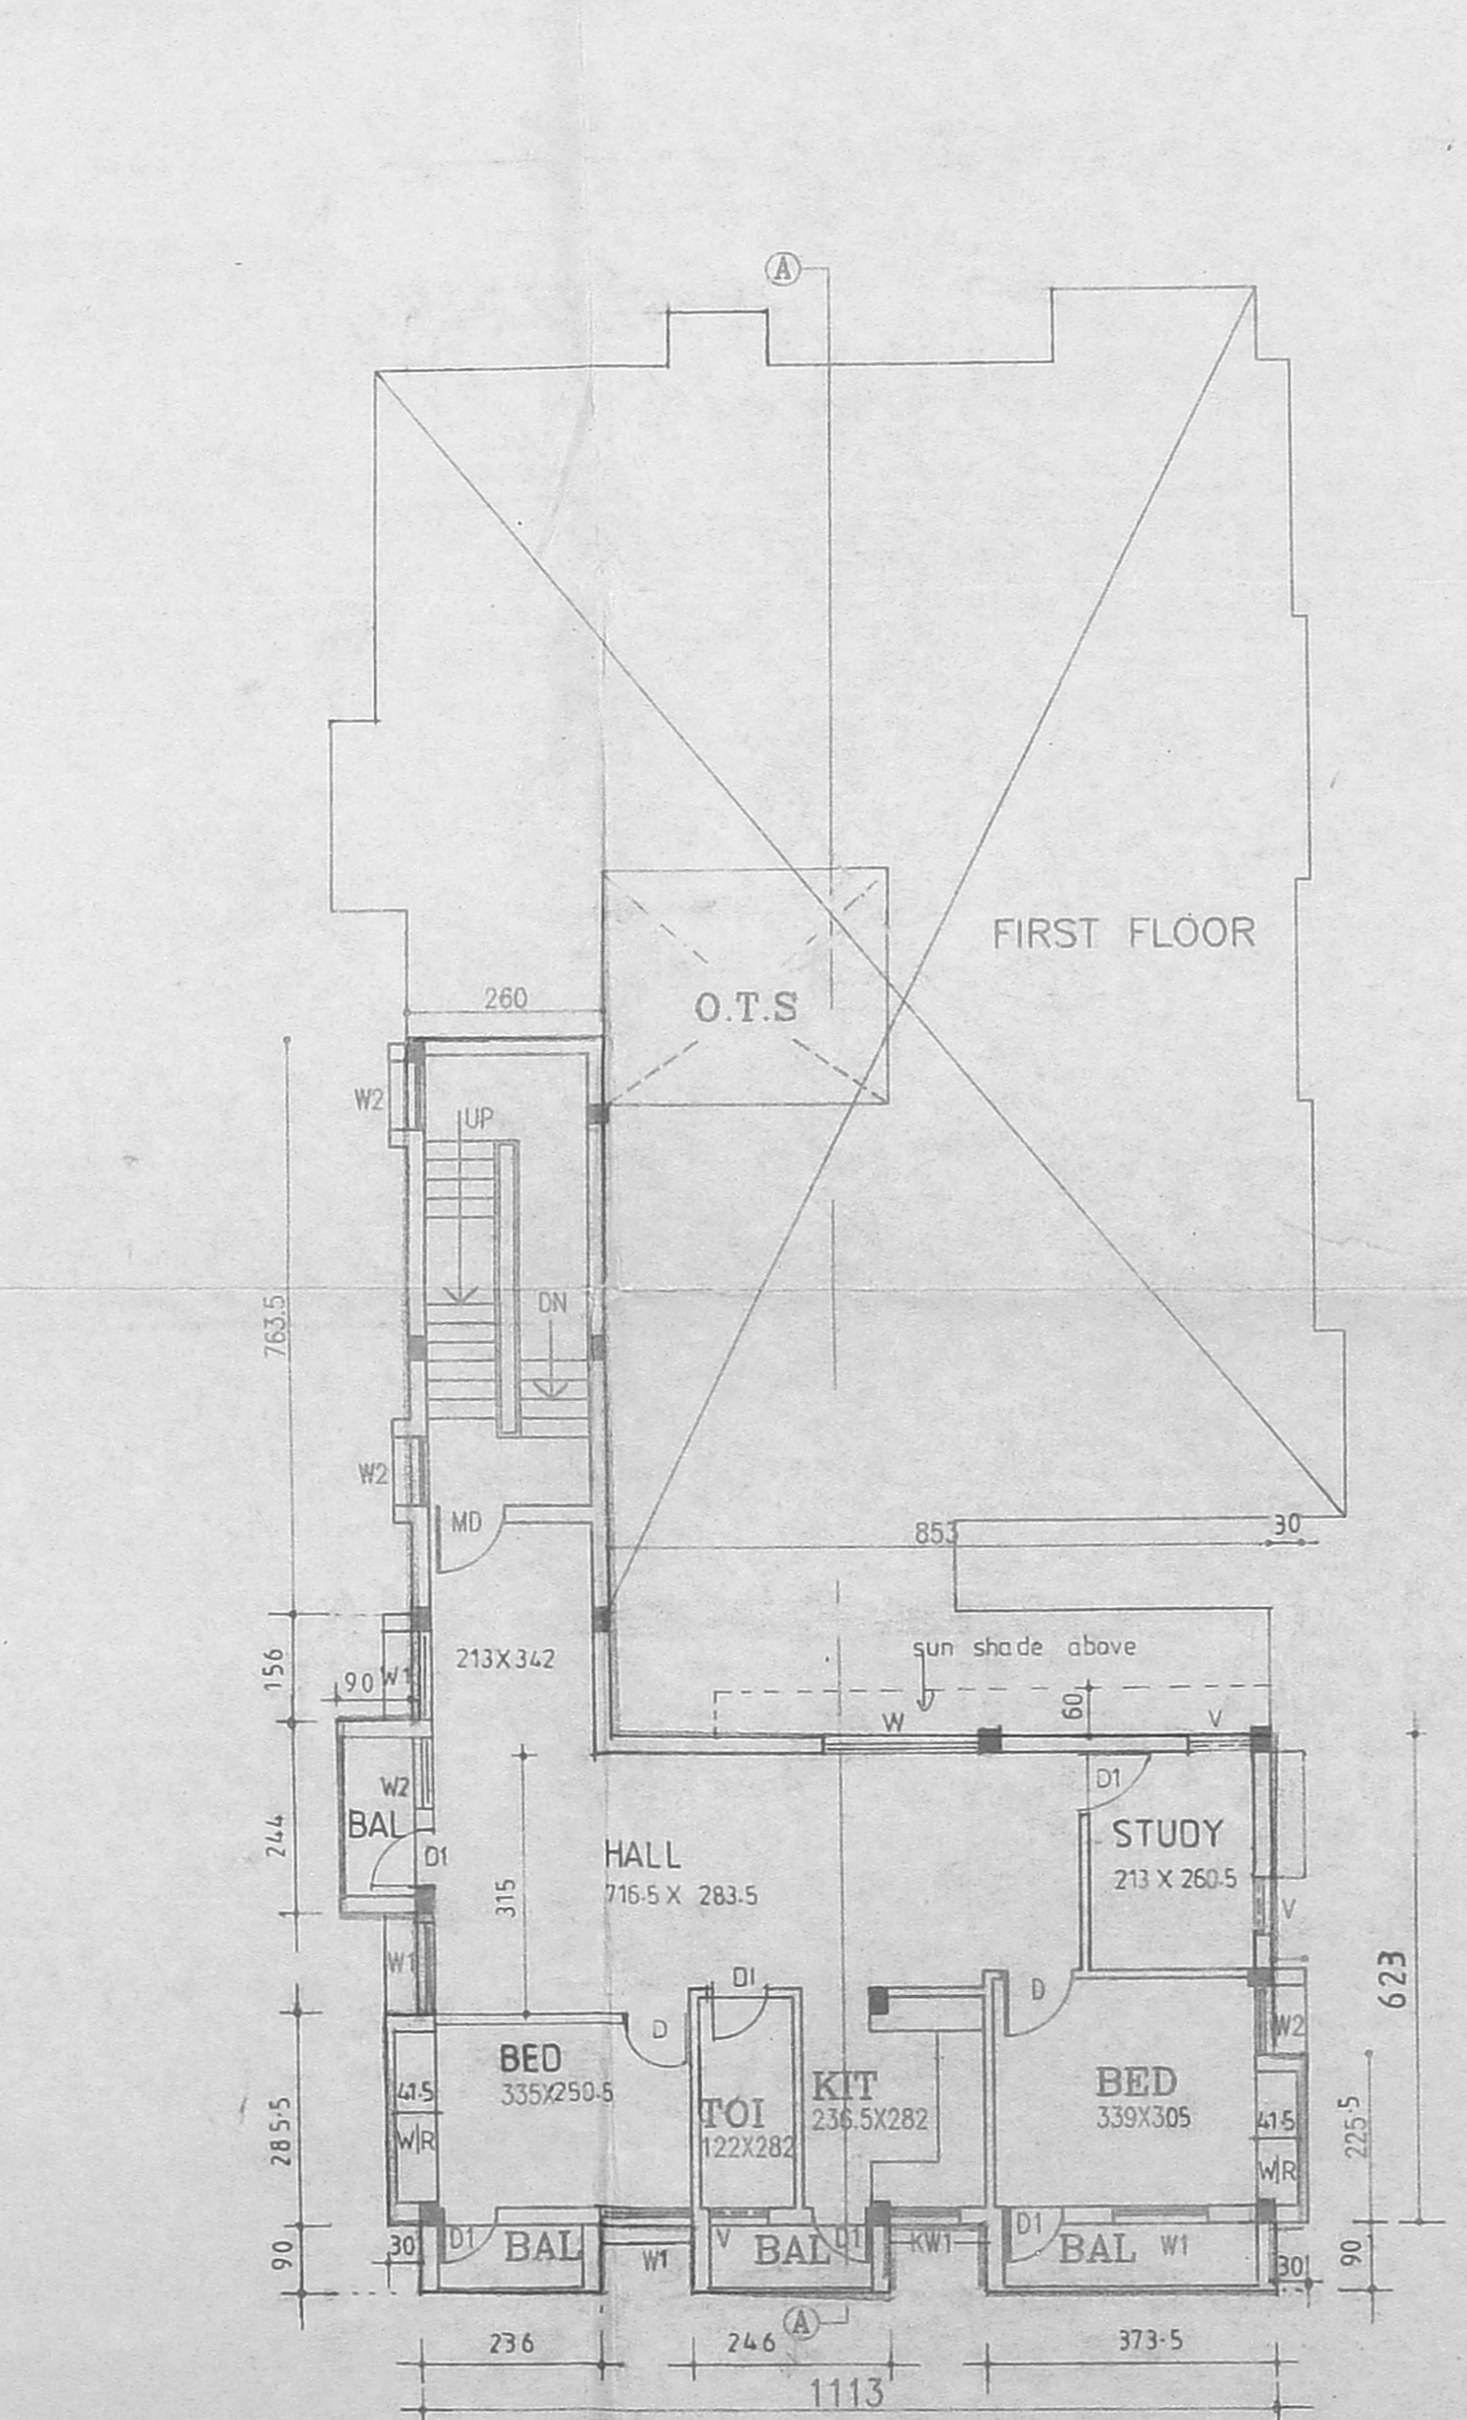 A
FIRST FLOOR
260
O.T.S
W2
UP
763.5
DN
W2
MD
853
30
213X342
sun shade above
156
90
W1
60
W
V
W2
BAL
D1
D1
STUDY
213 X 260.5
244
HALL
716.5 X 283.5
315
V
W1
D1
D
D
623
W2
BED
335X250.5
KIT
236.5X282
BED
339X305
41.5
TOI
122X282
41.5
285.5
225.5
W|R
W|R
D1
BAL
V
BAL
D1
KW1
D1
BAL
W1
30
W1
30
90
90
A
236
246
373.5
1113